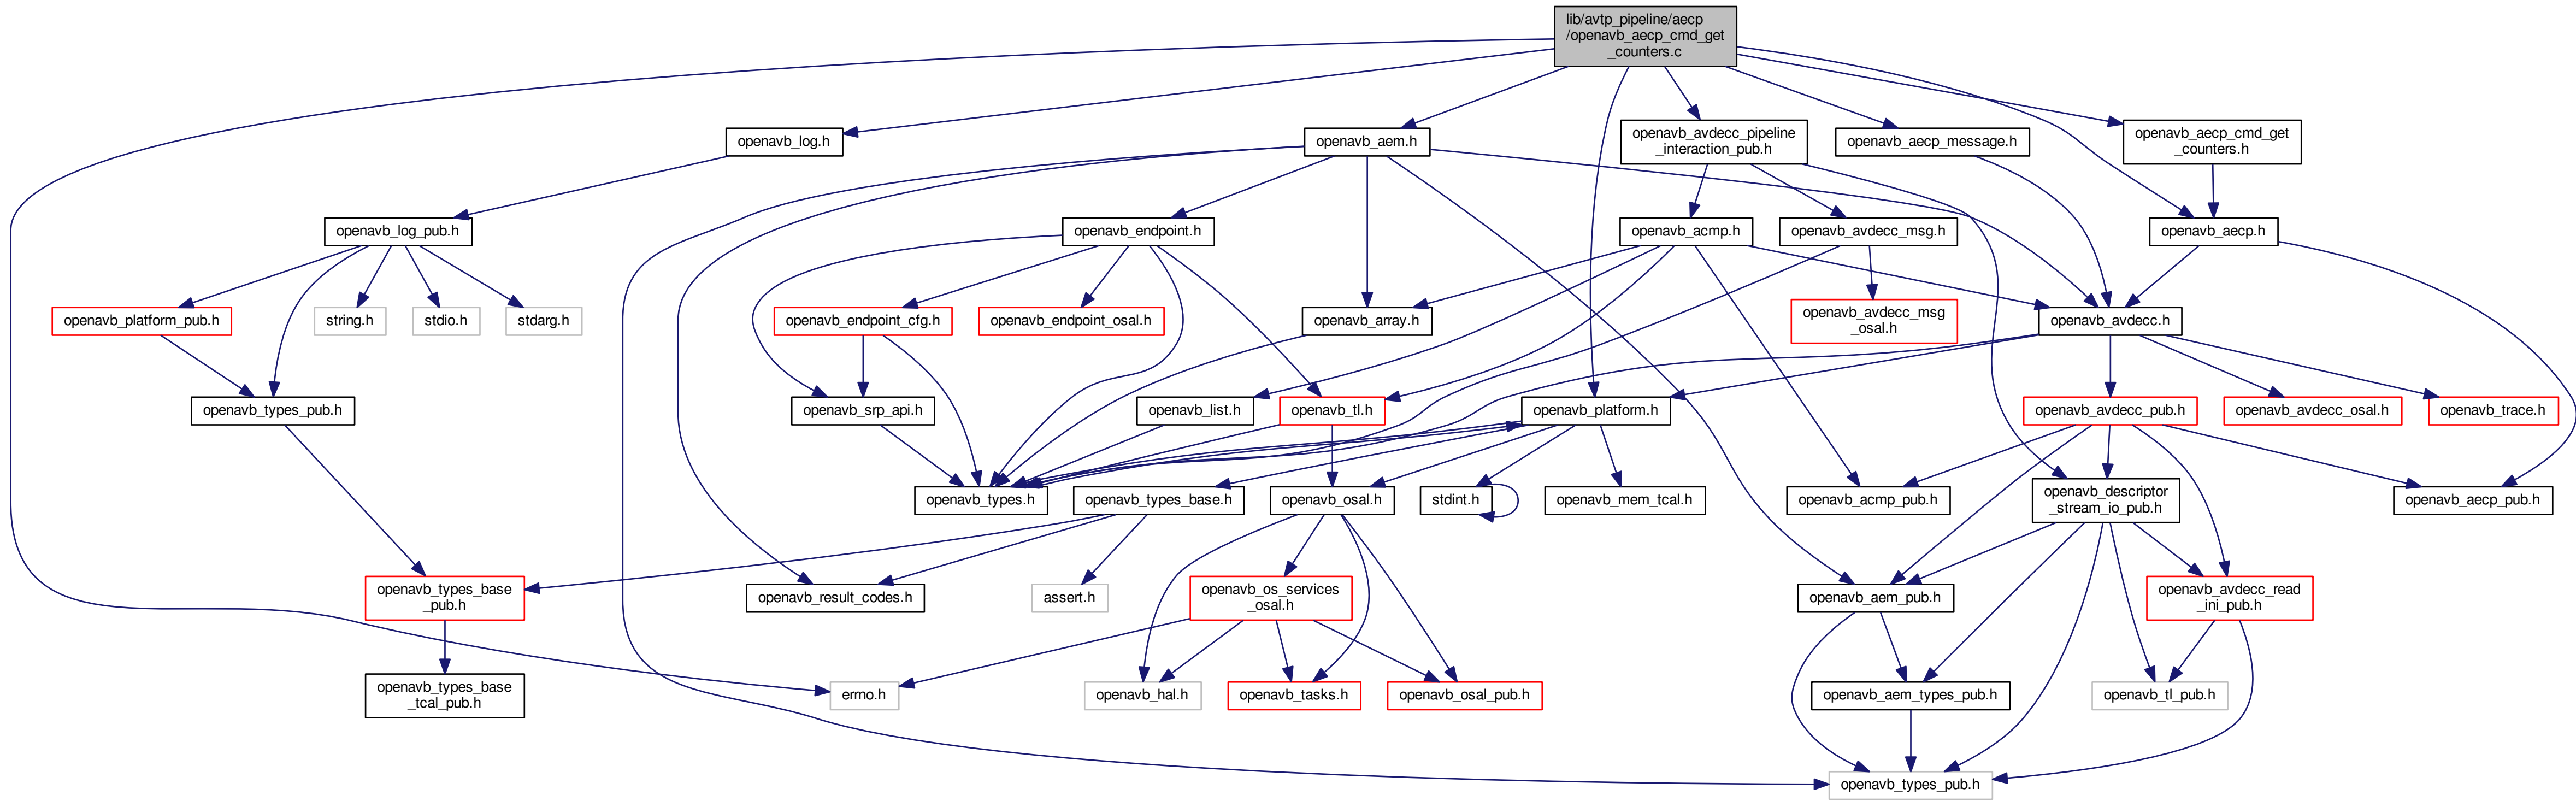 lib/avtp_pipeline/aecp
/openavb_aecp_cmd_get
_counters.c
openavb_log.h
openavb_aem.h
openavb_avdecc_pipeline
_interaction_pub.h
openavb_aecp_message.h
openavb_aecp_cmd_get
_counters.h
openavb_log_pub.h
openavb_endpoint.h
openavb_acmp.h
openavb_avdecc_msg.h
openavb_aecp.h
openavb_platform_pub.h
string.h
stdio.h
stdarg.h
openavb_endpoint_cfg.h
openavb_endpoint_osal.h
openavb_array.h
openavb_avdecc_msg
_osal.h
openavb_avdecc.h
openavb_types_pub.h
openavb_srp_api.h
openavb_list.h
openavb_tl.h
openavb_platform.h
openavb_avdecc_pub.h
openavb_avdecc_osal.h
openavb_trace.h
openavb_types.h
openavb_types_base.h
openavb_osal.h
stdint.h
openavb_mem_tcal.h
openavb_acmp_pub.h
openavb_descriptor
_stream_io_pub.h
openavb_aecp_pub.h
openavb_types_base
_pub.h
openavb_result_codes.h
assert.h
openavb_os_services
_osal.h
openavb_aem_pub.h
openavb_avdecc_read
_ini_pub.h
openavb_types_base
_tcal_pub.h
errno.h
openavb_hal.h
openavb_tasks.h
openavb_osal_pub.h
openavb_aem_types_pub.h
openavb_tl_pub.h
openavb_types_pub.h